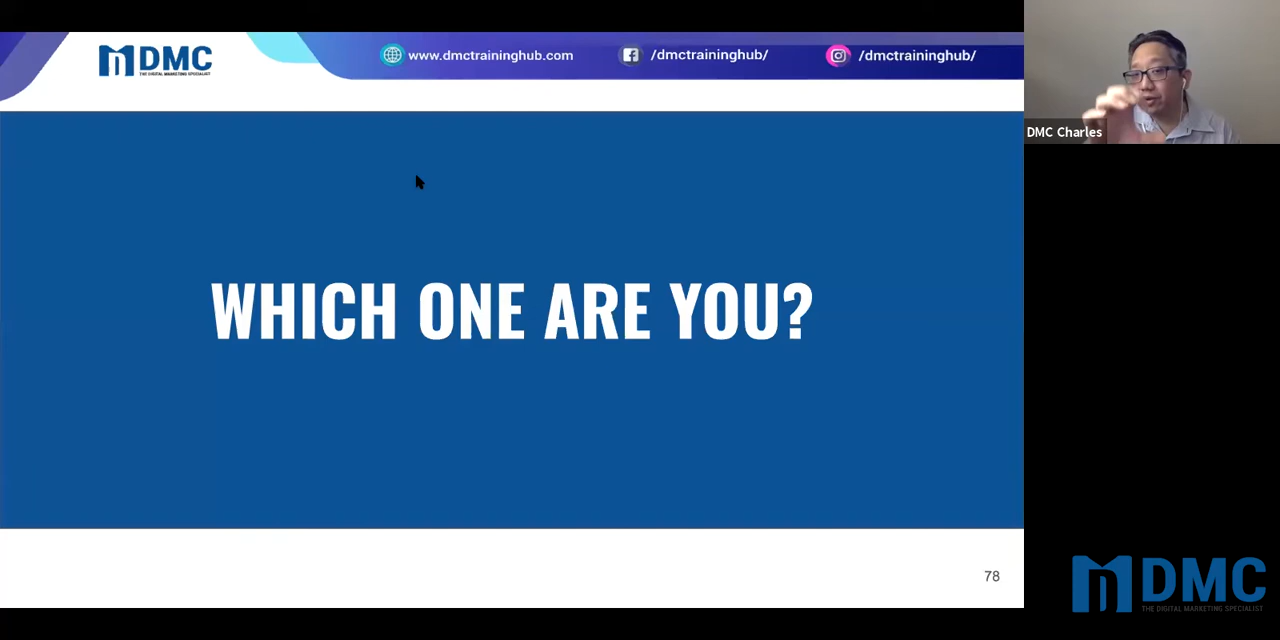 DMC
THE DIGITAL MARKETING SPECIALIST
www.dmctraininghub.com
/dmctraininghub/
/dmctraininghub/
DMC Charles
WHICH ONE ARE YOU?
78
DMC
THE DIGITAL MARKETING SPECIALIST